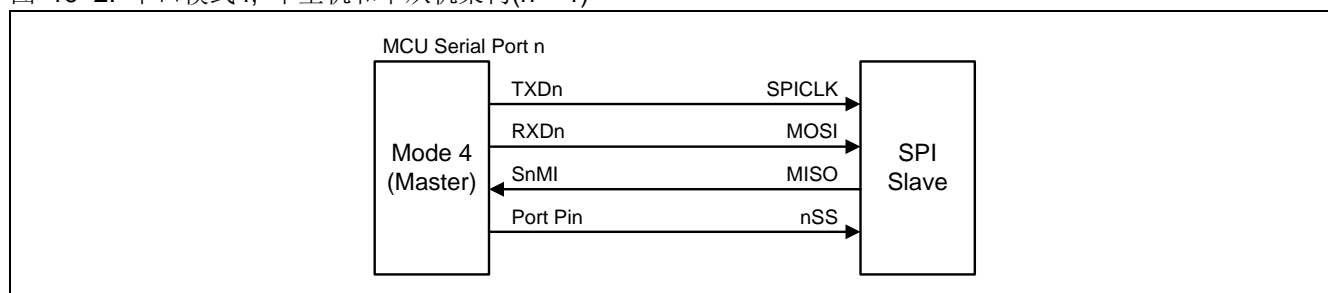 MCU Serial Port n
TXDn SPICLK
RXDn MOSI
Mode 4
(Master)
SnMI MISO
SPI
Slave
Port Pin nSS